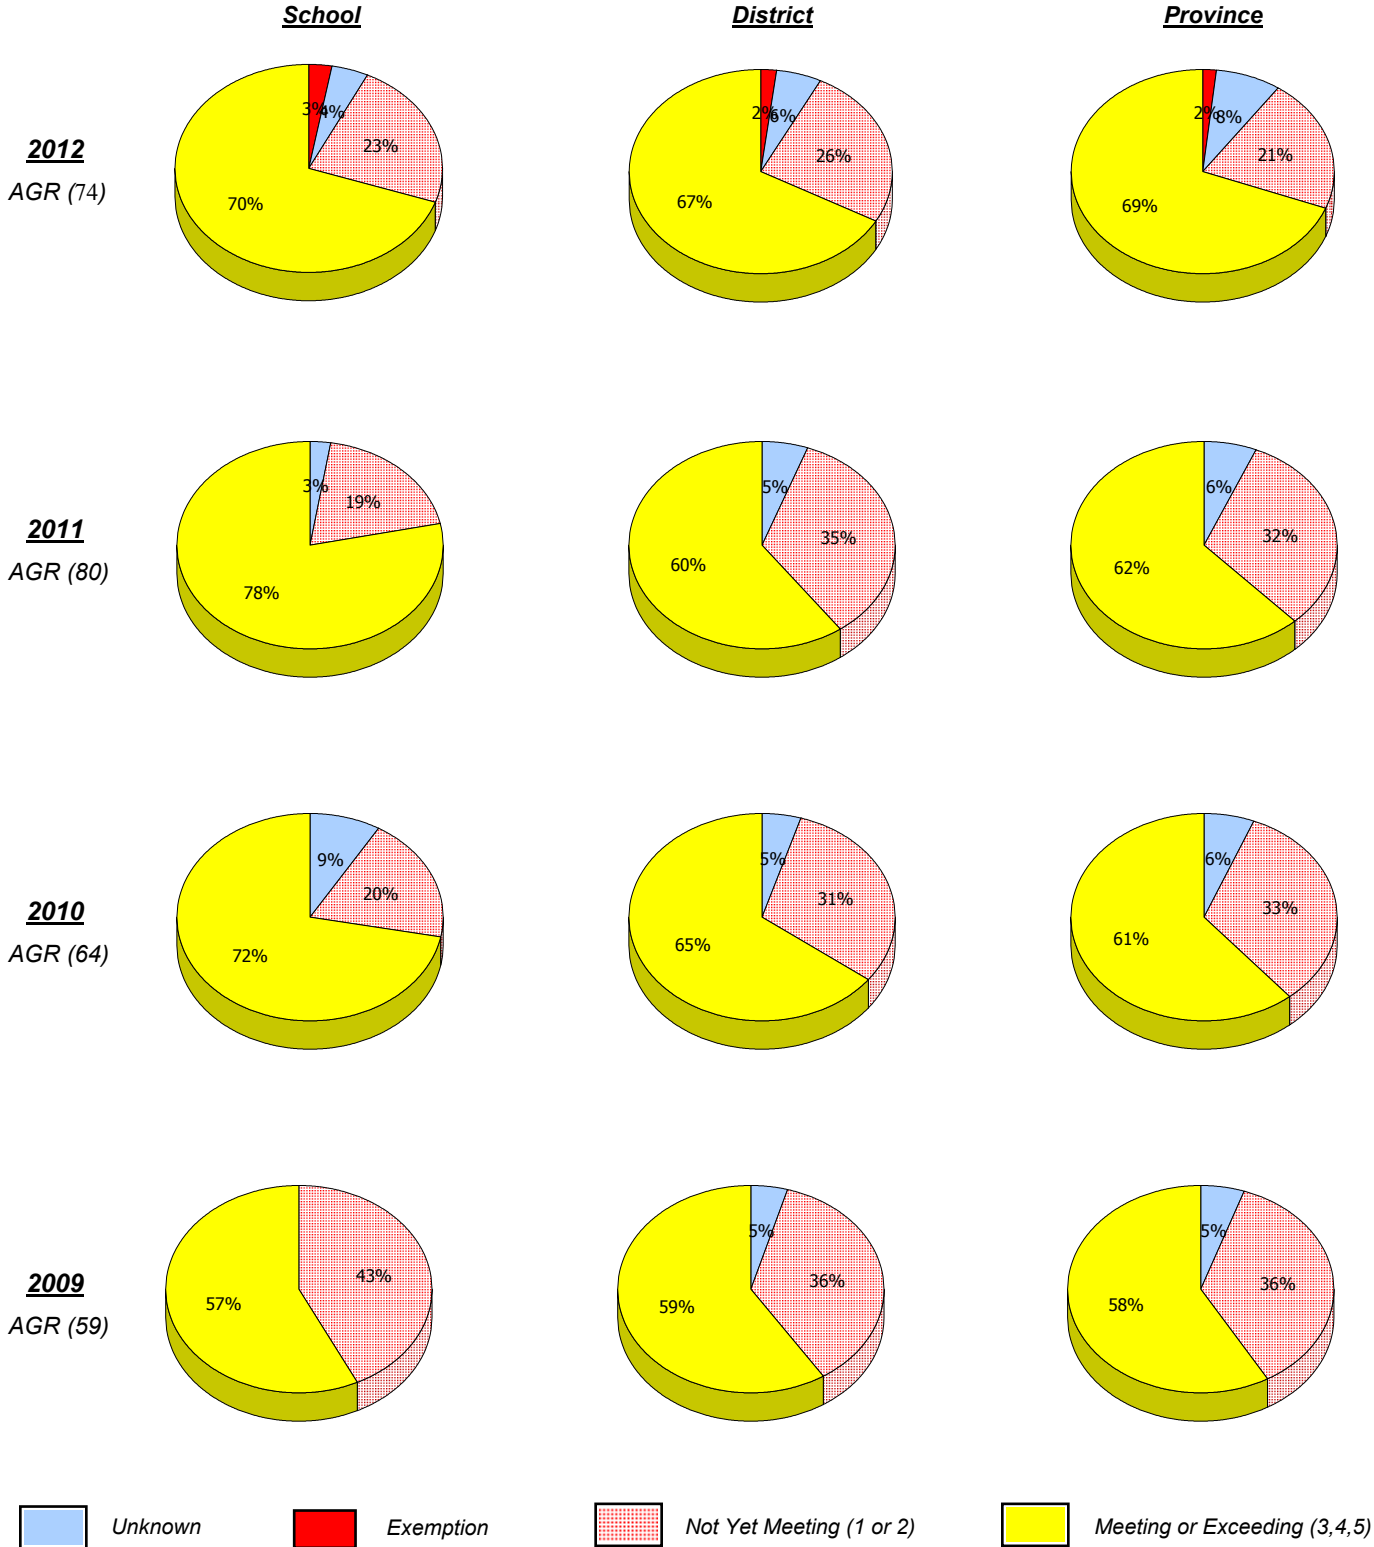 School District Province
3% 4% 23% 70%
2% 6% 26% 67%
2% 8% 21% 69%
2012
AGR (74)
3% 19% 78%
5% 35% 60%
6% 32% 62%
2011
AGR (80)
9% 20% 72%
5% 31% 65%
6% 33% 61%
2010
AGR (64)
43% 57%
5% 36% 59%
5% 36% 58%
2009
AGR (59)
Unknown Exemption Not Yet Meeting (1 or 2) Meeting or Exceeding (3,4,5)